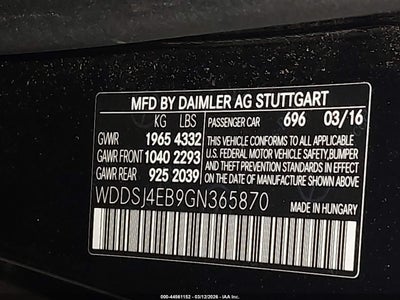 MFD BY DAIMLER AG STUTTGART
KG LBS
PASSENGER CAR 696 03/16
GVWR 1965 4332
GAWR FRONT 1040 2293
GAWR REAR 925 2039
THIS VEHICLE CONFORMS TO ALL APPLICABLE
U.S. FEDERAL MOTOR VEHICLE SAFETY,BUMPER
AND THEFT PREVENTION STANDARDS IN EFFECT
ON THE DATE OF MANUFACTURE SHOWN ABOVE.
WDDSJ4EB9GN365870
MADE IN HUNGARY
000-44561152 - 03/12/2026 - IAA Inc.